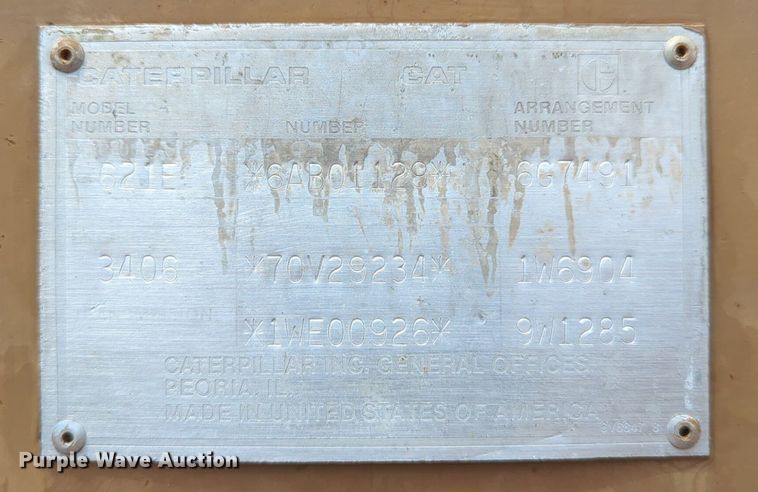 CATERPILLAR CAT
MODEL NUMBER ARRANGEMENT
NUMBER NUMBER
621E *6AB01129* 6G7491
3406 *70V29234* 1W6904
*1WE00926* 9W1285
CATERPILLAR INC. GENERAL OFFICES
PEORIA, IL.
MADE IN UNITED STATES OF AMERICA
Purple Wave Auction